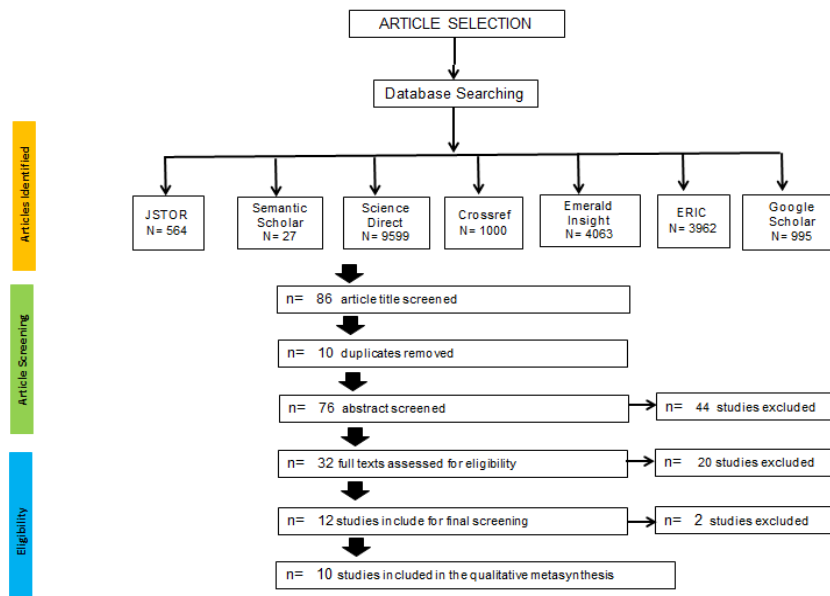 ARTICLE SELECTION
Database Searching
Articles Identified
JSTOR
N= 564
Semantic
Scholar
N= 27
Science
Direct
N= 9599
Crossref
N= 1000
Emerald
Insight
N= 4063
ERIC
N= 3962
Google
Scholar
N= 995
Article Screening
n= 86 article title screened
n= 10 duplicates removed
n= 76 abstract screened
n= 44 studies excluded
Eligibility
n= 32 full texts assessed for eligibility
n= 20 studies excluded
n= 12 studies include for final screening
n= 2 studies excluded
n= 10 studies included in the qualitative metasynthesis